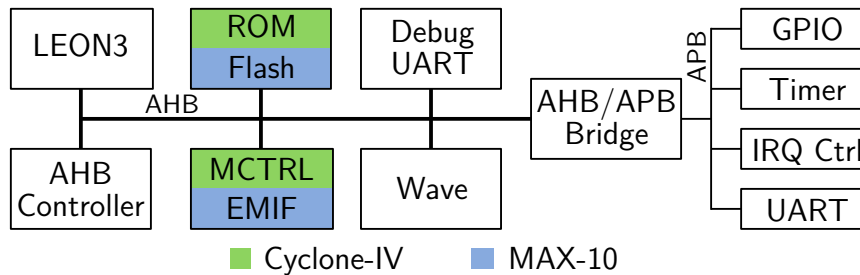 LEON3
ROM
Flash
Debug
UART
AHB
AHB/APB
Bridge
APB
GPIO
Timer
IRQ Ctrl
UART
AHB
Controller
MCTRL
EMIF
Wave
Cyclone-IV
MAX-10